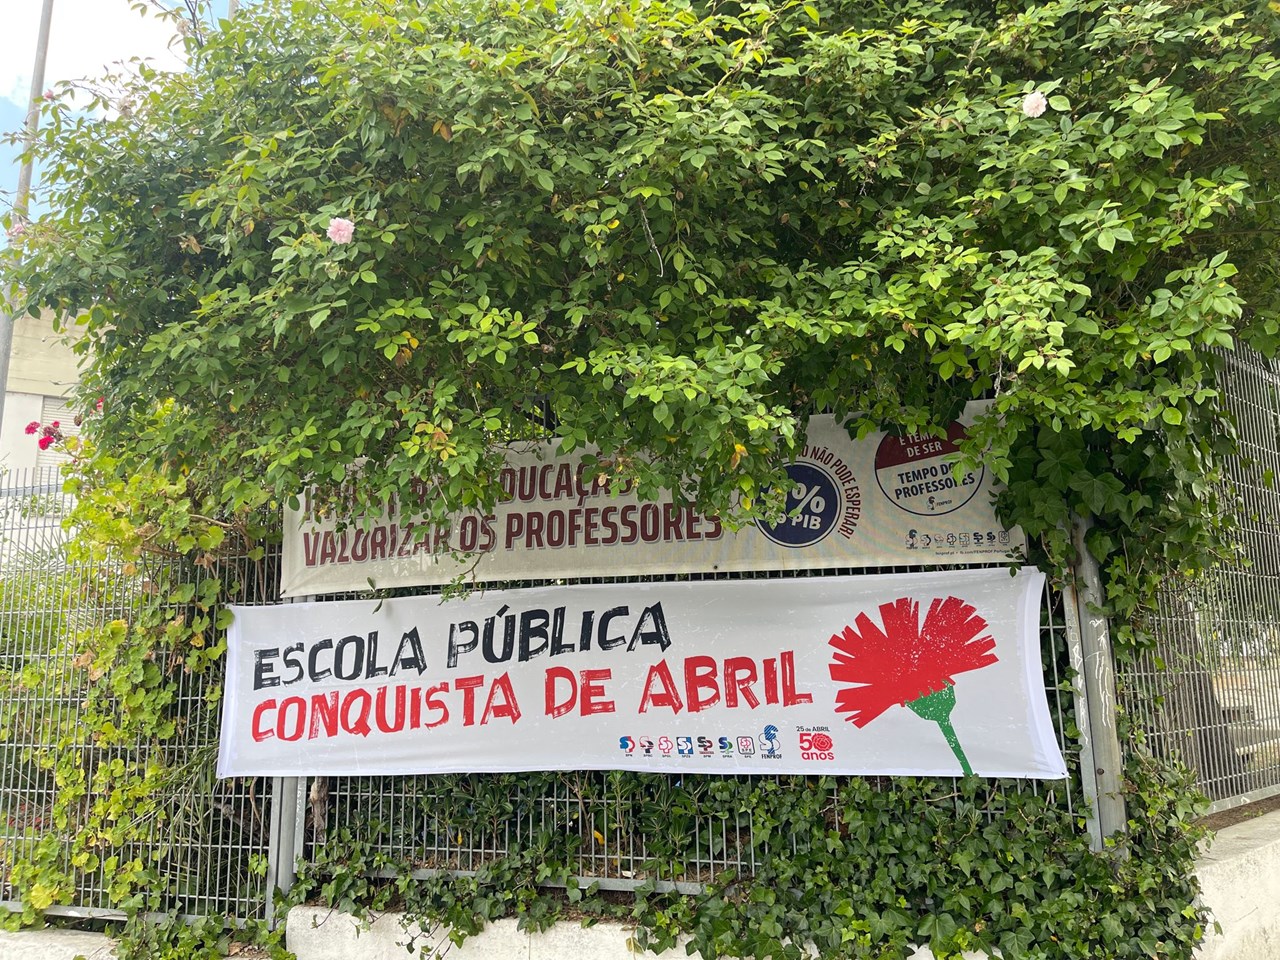 VALORIZAR OS PROFESSORES
NÃO PODE ESPERAR!
% 
PIB
DE SER
TEMPO DOS
PROFESSORES
FENPROF
ESCOLA PÚBLICA
CONQUISTA DE ABRIL
25 de ABRIL
50
anos
FENPROF